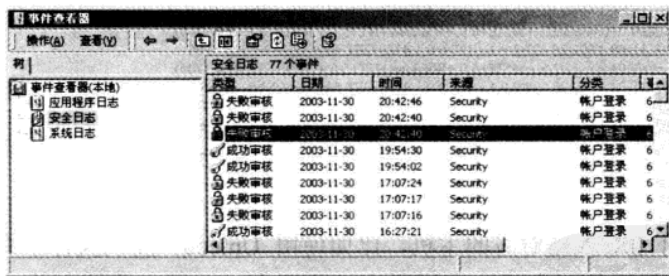 事件查看器
操作(A) 查看(V)
树
安全日志 77 个事件
类型 日期 时间 来源 分类
事件查看器(本地)
应用程序日志
安全日志
系统日志
失败审核 2003-11-30 20:42:46 Security 帐户登录 6
失败审核 2003-11-30 20:42:40 Security 帐户登录 6
失败审核 2003-11-30 20:42:40 Security 帐户登录 6
成功审核 2003-11-30 19:54:30 Security 帐户登录 6
成功审核 2003-11-30 19:54:02 Security 帐户登录 6
失败审核 2003-11-30 17:07:24 Security 帐户登录 6
失败审核 2003-11-30 17:07:17 Security 帐户登录 6
失败审核 2003-11-30 17:07:16 Security 帐户登录 6
成功审核 2003-11-30 16:27:21 Security 帐户登录 6